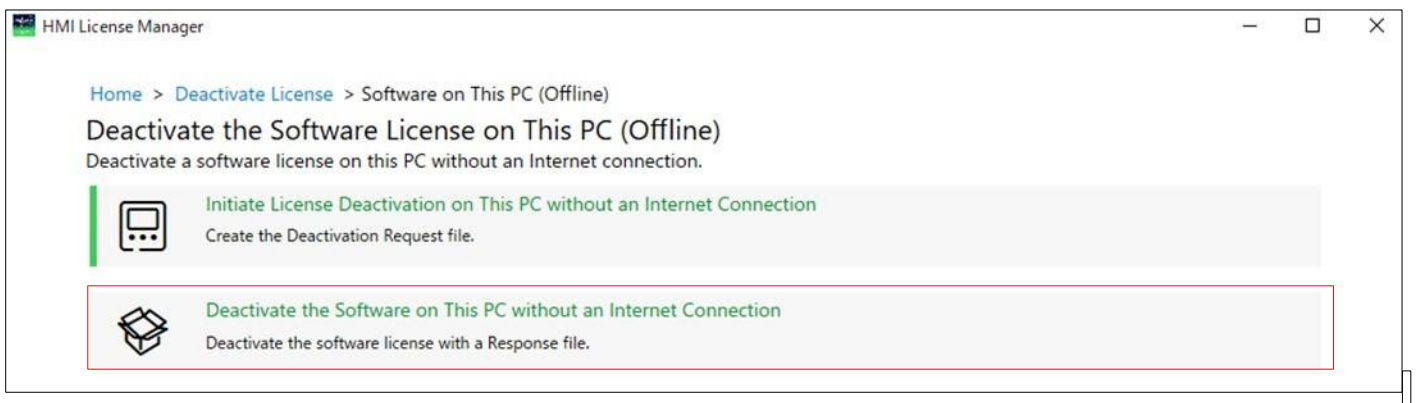 HMI License Manager
Home > Deactivate License > Software on This PC (Offline)
Deactivate the Software License on This PC (Offline)
Deactivate a software license on this PC without an Internet connection.
Initiate License Deactivation on This PC without an Internet Connection
Create the Deactivation Request file.
Deactivate the Software on This PC without an Internet Connection
Deactivate the software license with a Response file.